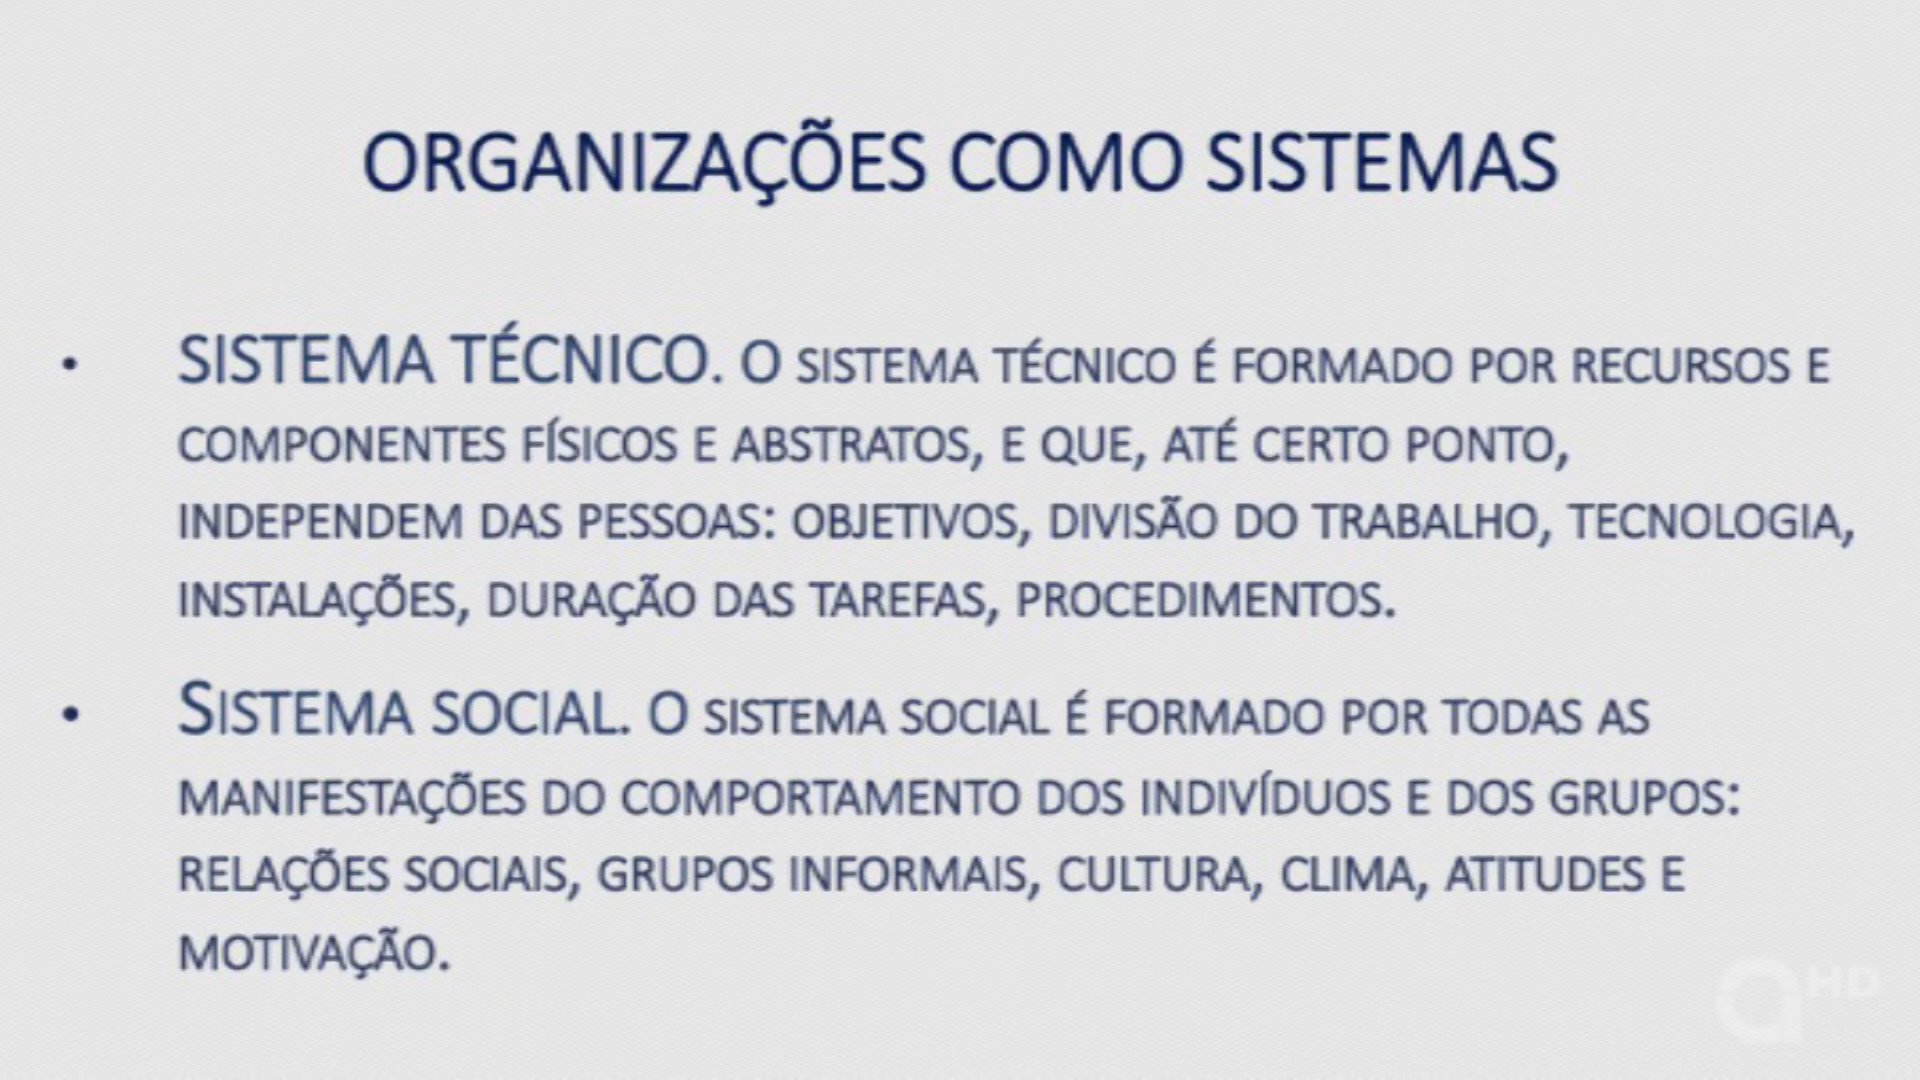 ORGANIZAÇÕES COMO SISTEMAS
• SISTEMA TÉCNICO. O SISTEMA TÉCNICO É FORMADO POR RECURSOS E
COMPONENTES FÍSICOS E ABSTRATOS, E QUE, ATÉ CERTO PONTO,
INDEPENDEM DAS PESSOAS: OBJETIVOS, DIVISÃO DO TRABALHO, TECNOLOGIA,
INSTALAÇÕES, DURAÇÃO DAS TAREFAS, PROCEDIMENTOS.
• SISTEMA SOCIAL. O SISTEMA SOCIAL É FORMADO POR TODAS AS
MANIFESTAÇÕES DO COMPORTAMENTO DOS INDIVÍDUOS E DOS GRUPOS:
RELAÇÕES SOCIAIS, GRUPOS INFORMAIS, CULTURA, CLIMA, ATITUDES E
MOTIVAÇÃO.
a HD